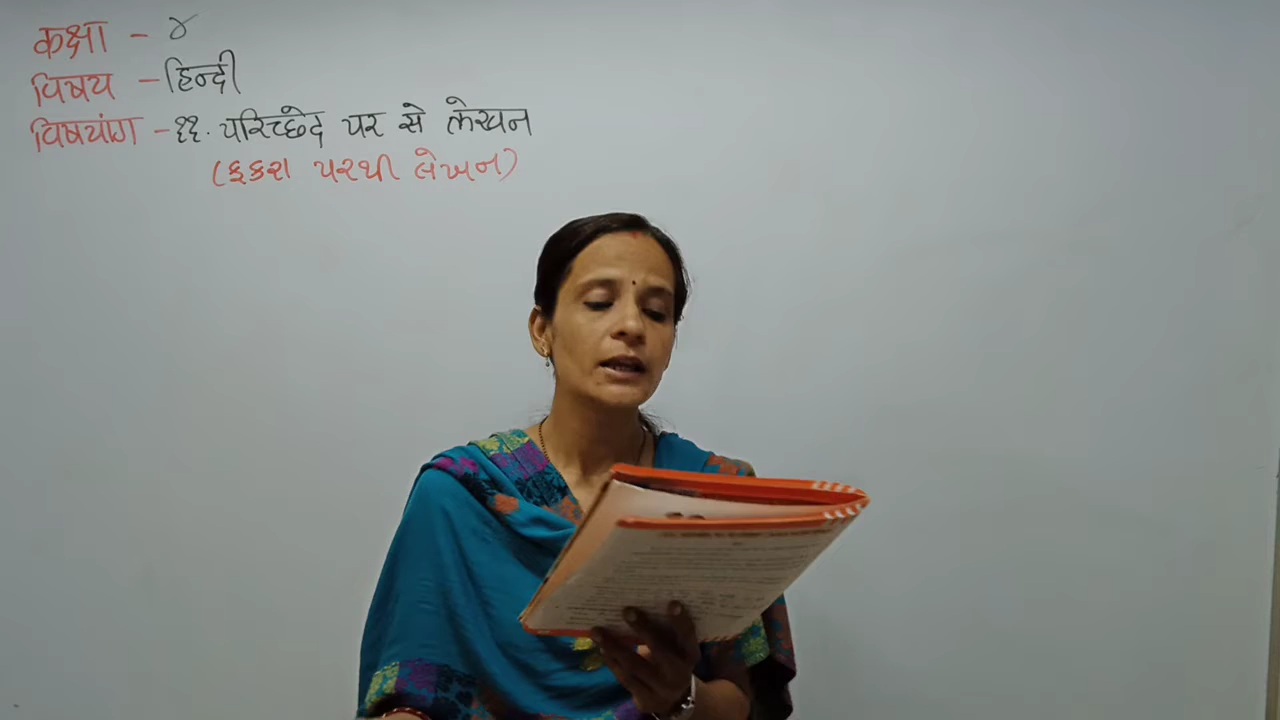 कक्षा - ४
विषय - हिन्दी
विषयांग - ११. परिच्छेद पर से लेखन
(ફકરા પરથી લેખન)